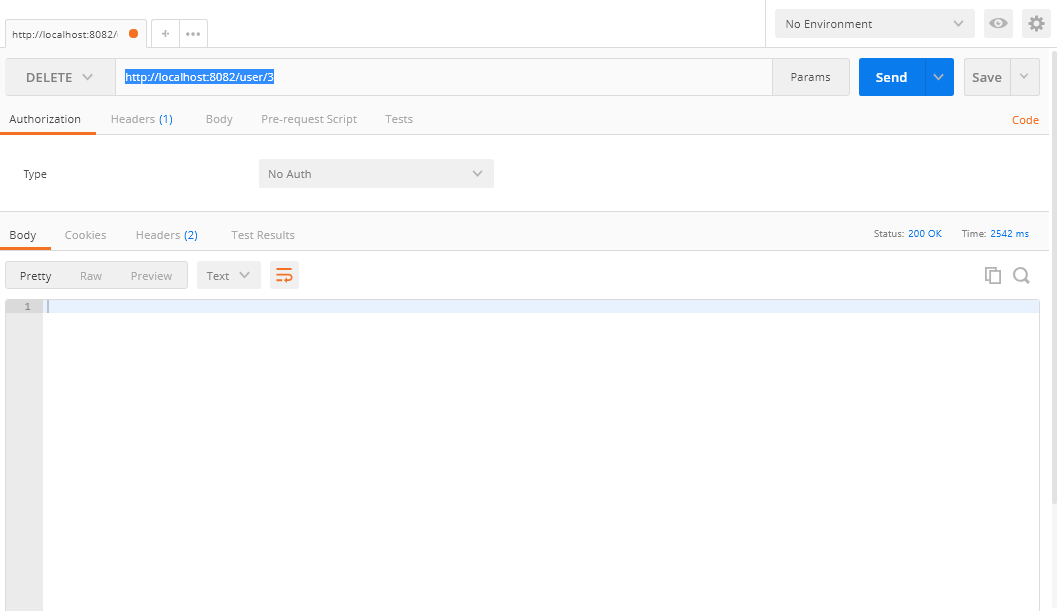 No Environment
http://localhost:8082/
DELETE http://localhost:8082/user/3 Params Send Save
Authorization Headers (1) Body Pre-request Script Tests Code
Type No Auth
Body Cookies Headers (2) Test Results Status: 200 OK Time: 2542 ms
Pretty Raw Preview Text
1